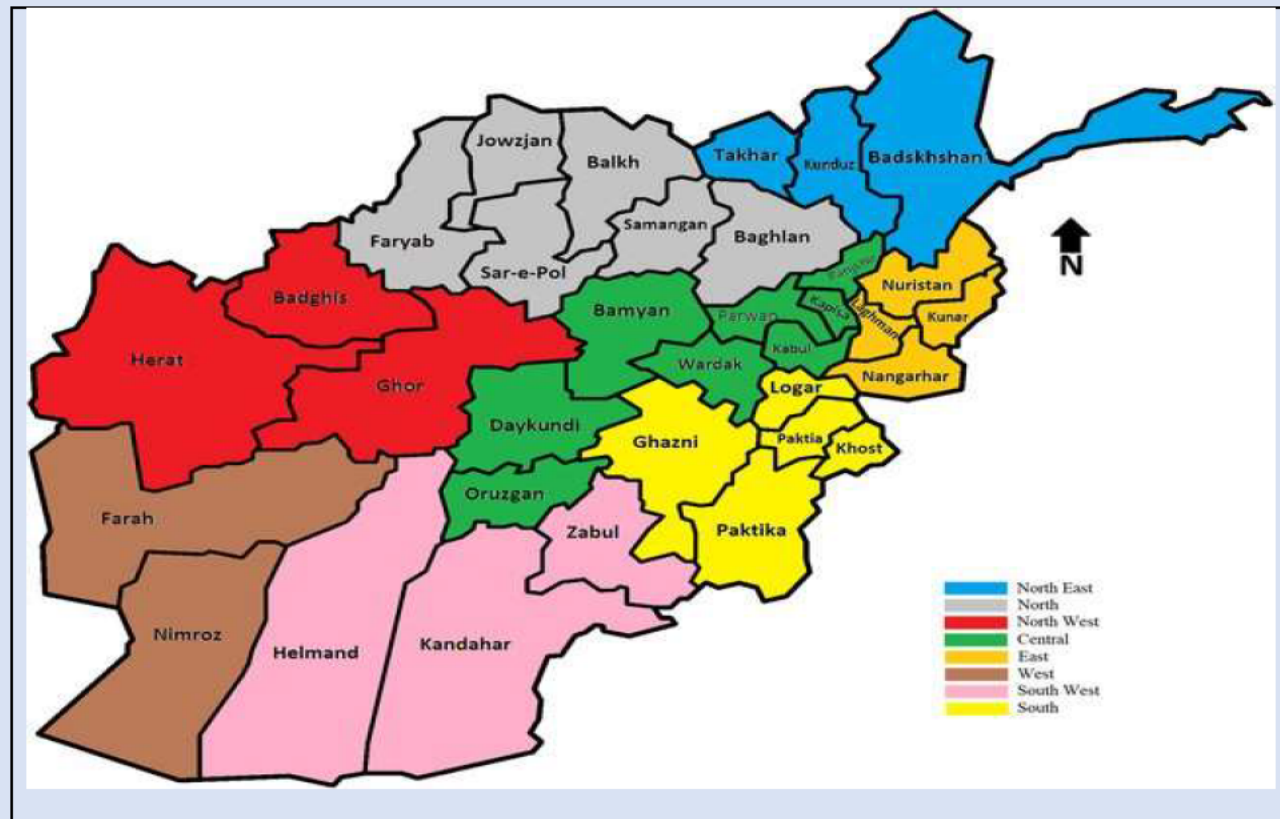 Jowzjan
Balkh
Takhar
Kunduz
Badskhshan
Faryab
Samangan
Baghlan
Sar-e-Pol
Panjshir
N
Badghis
Nuristan
Bamyan
Parwan
Kapisa
Laghman
Kunar
Herat
Kabul
Wardak
Ghor
Nangarhar
Logar
Daykundi
Ghazni
Paktia
Khost
Oruzgan
Farah
Zabul
Paktika
Nimroz
Helmand
Kandahar
North East
North
North West
Central
East
West
South West
South